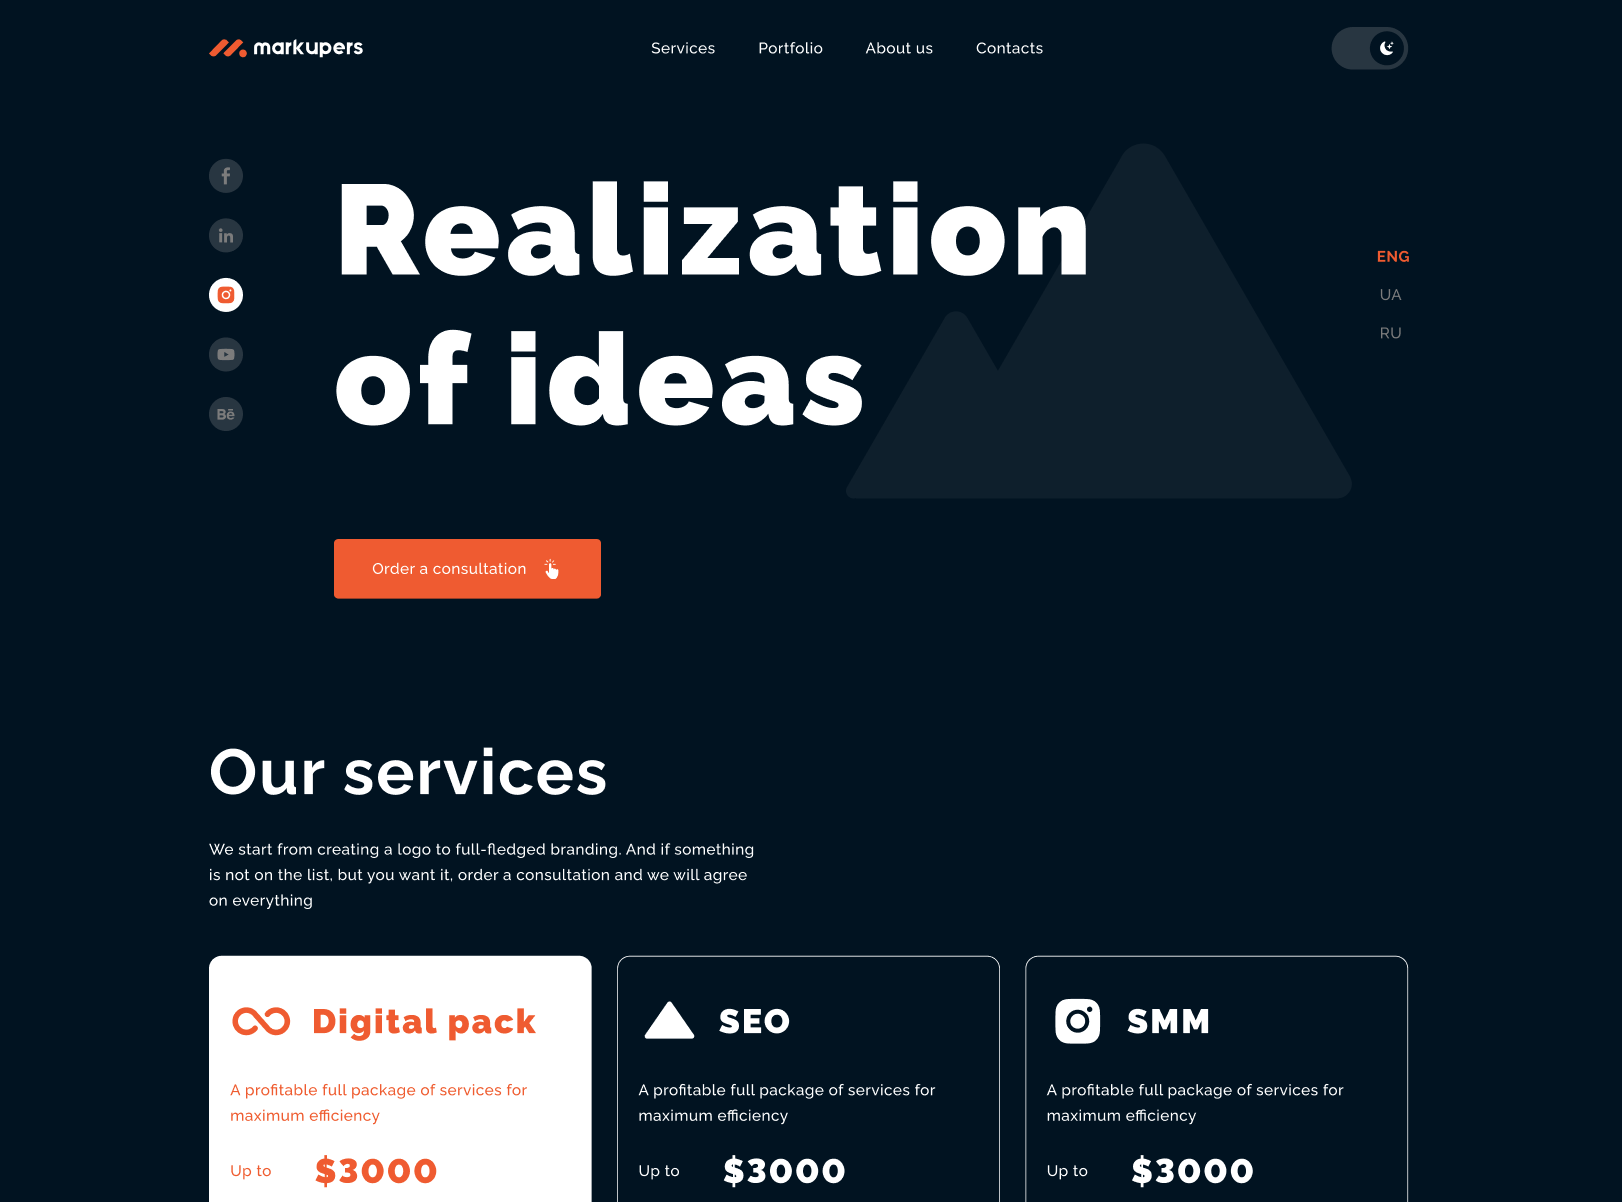 markupers
Services
Portfolio
About us
Contacts
Realization
of ideas
ENG
UA
RU
in
Bē
Order a consultation
Our services
We start from creating a logo to full-fledged branding. And if something
is not on the list, but you want it, order a consultation and we will agree
on everything
Digital pack
A profitable full package of services for
maximum efficiency
Up to $3000
SEO
A profitable full package of services for
maximum efficiency
Up to $3000
SMM
A profitable full package of services for
maximum efficiency
Up to $3000